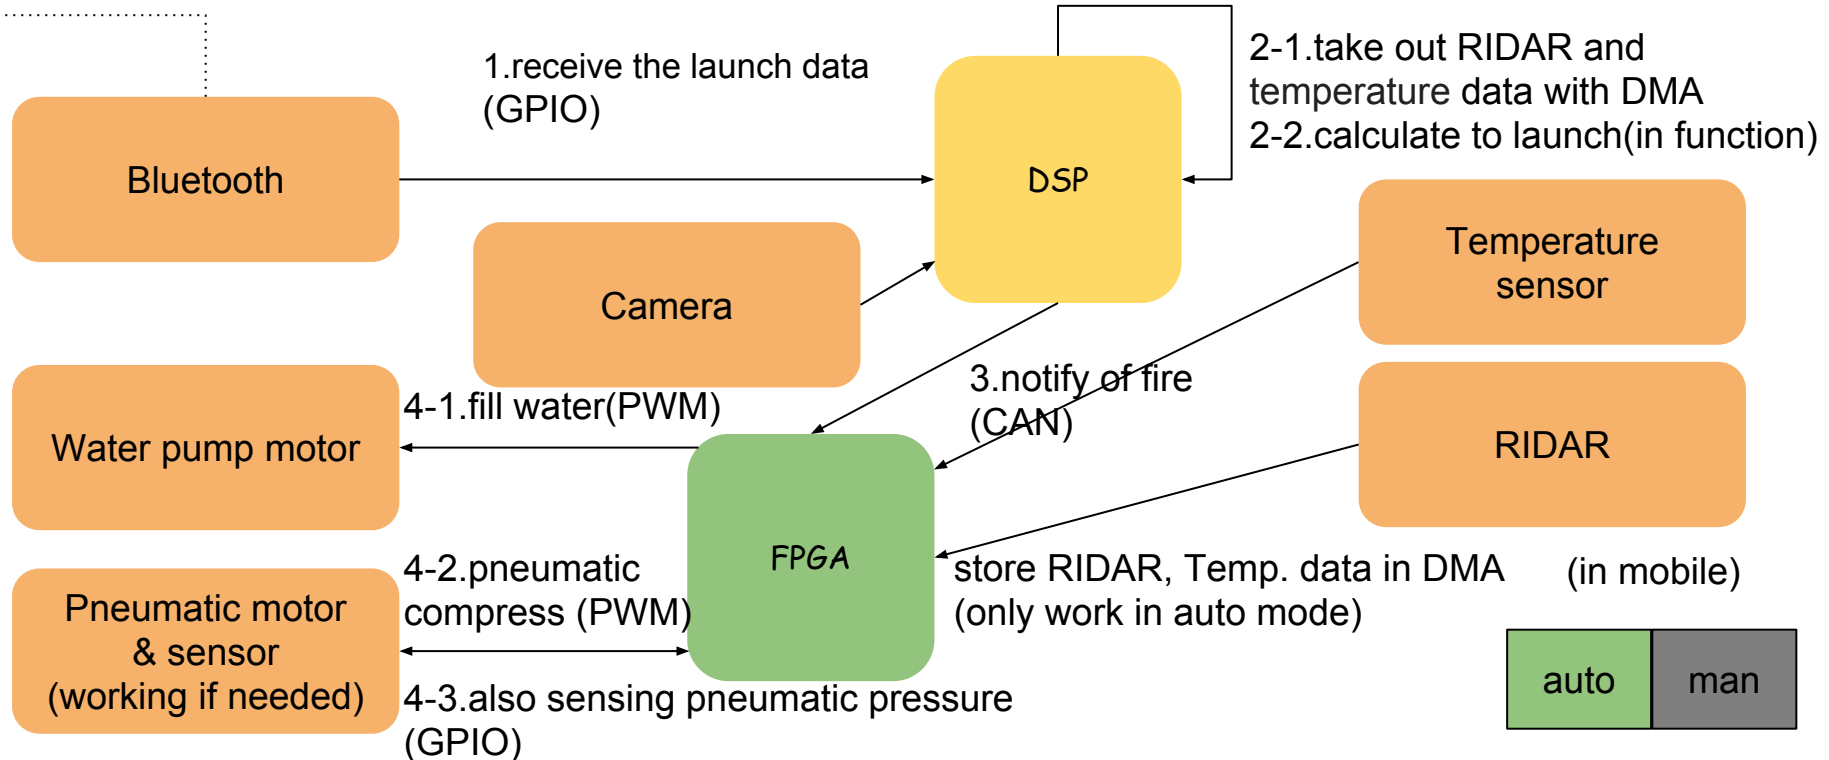 1.receive the launch data
(GPIO)
2-1.take out RIDAR and
temperature data with DMA
2-2.calculate to launch(in function)
Bluetooth
DSP
Temperature
sensor
Camera
3.notify of fire
(CAN)
4-1.fill water(PWM)
Water pump motor
RIDAR
FPGA
4-2.pneumatic
compress (PWM)
store RIDAR, Temp. data in DMA
(only work in auto mode)
(in mobile)
Pneumatic motor
& sensor
(working if needed)
4-3.also sensing pneumatic pressure
(GPIO)
auto
man